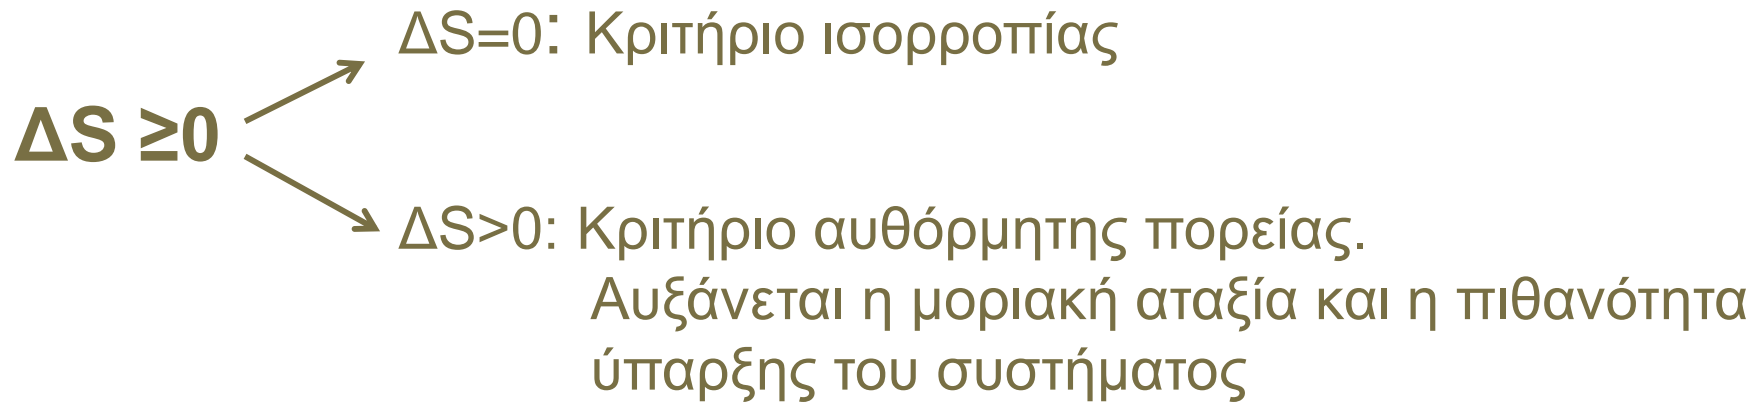 ΔS=0: Κριτήριο ισορροπίας
ΔS ≥0
ΔS>0: Κριτήριο αυθόρμητης πορείας.
Αυξάνεται η μοριακή αταξία και η πιθανότητα
ύπαρξης του συστήματος